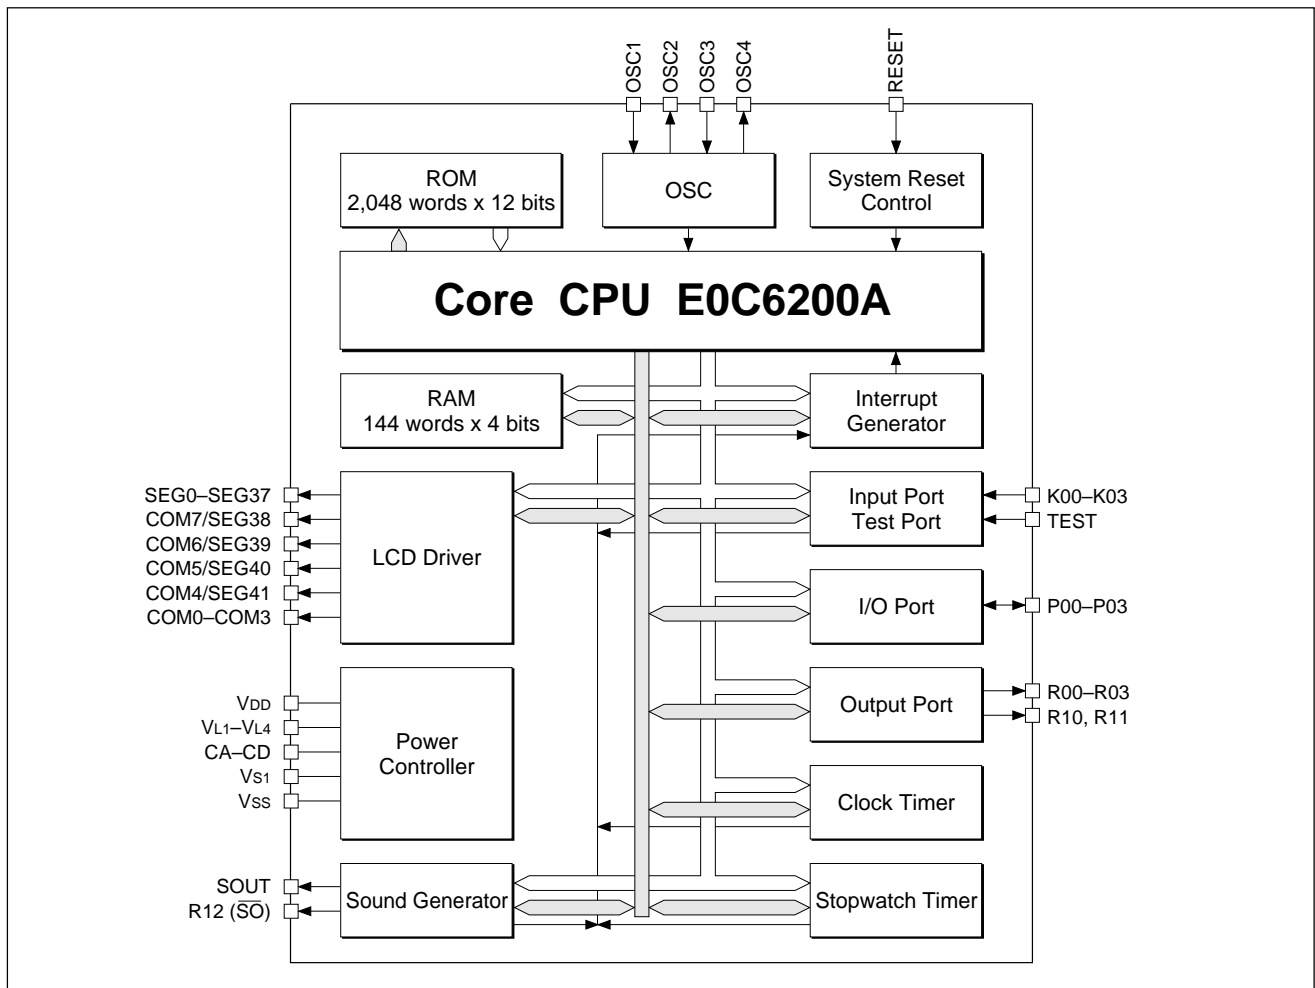 OSC1
OSC2
OSC3
OSC4
RESET
ROM
2,048 words x 12 bits
OSC
System Reset
Control
Core CPU E0C6200A
RAM
144 words x 4 bits
Interrupt
Generator
SEG0–SEG37
COM7/SEG38
COM6/SEG39
COM5/SEG40
COM4/SEG41
COM0–COM3
LCD Driver
Input Port
Test Port
K00–K03
TEST
I/O Port
P00–P03
VDD
VL1–VL4
CA–CD
VS1
VSS
Power
Controller
Output Port
R00–R03
R10, R11
Clock Timer
SOUT
R12 (S̅O̅)
Sound Generator
Stopwatch Timer